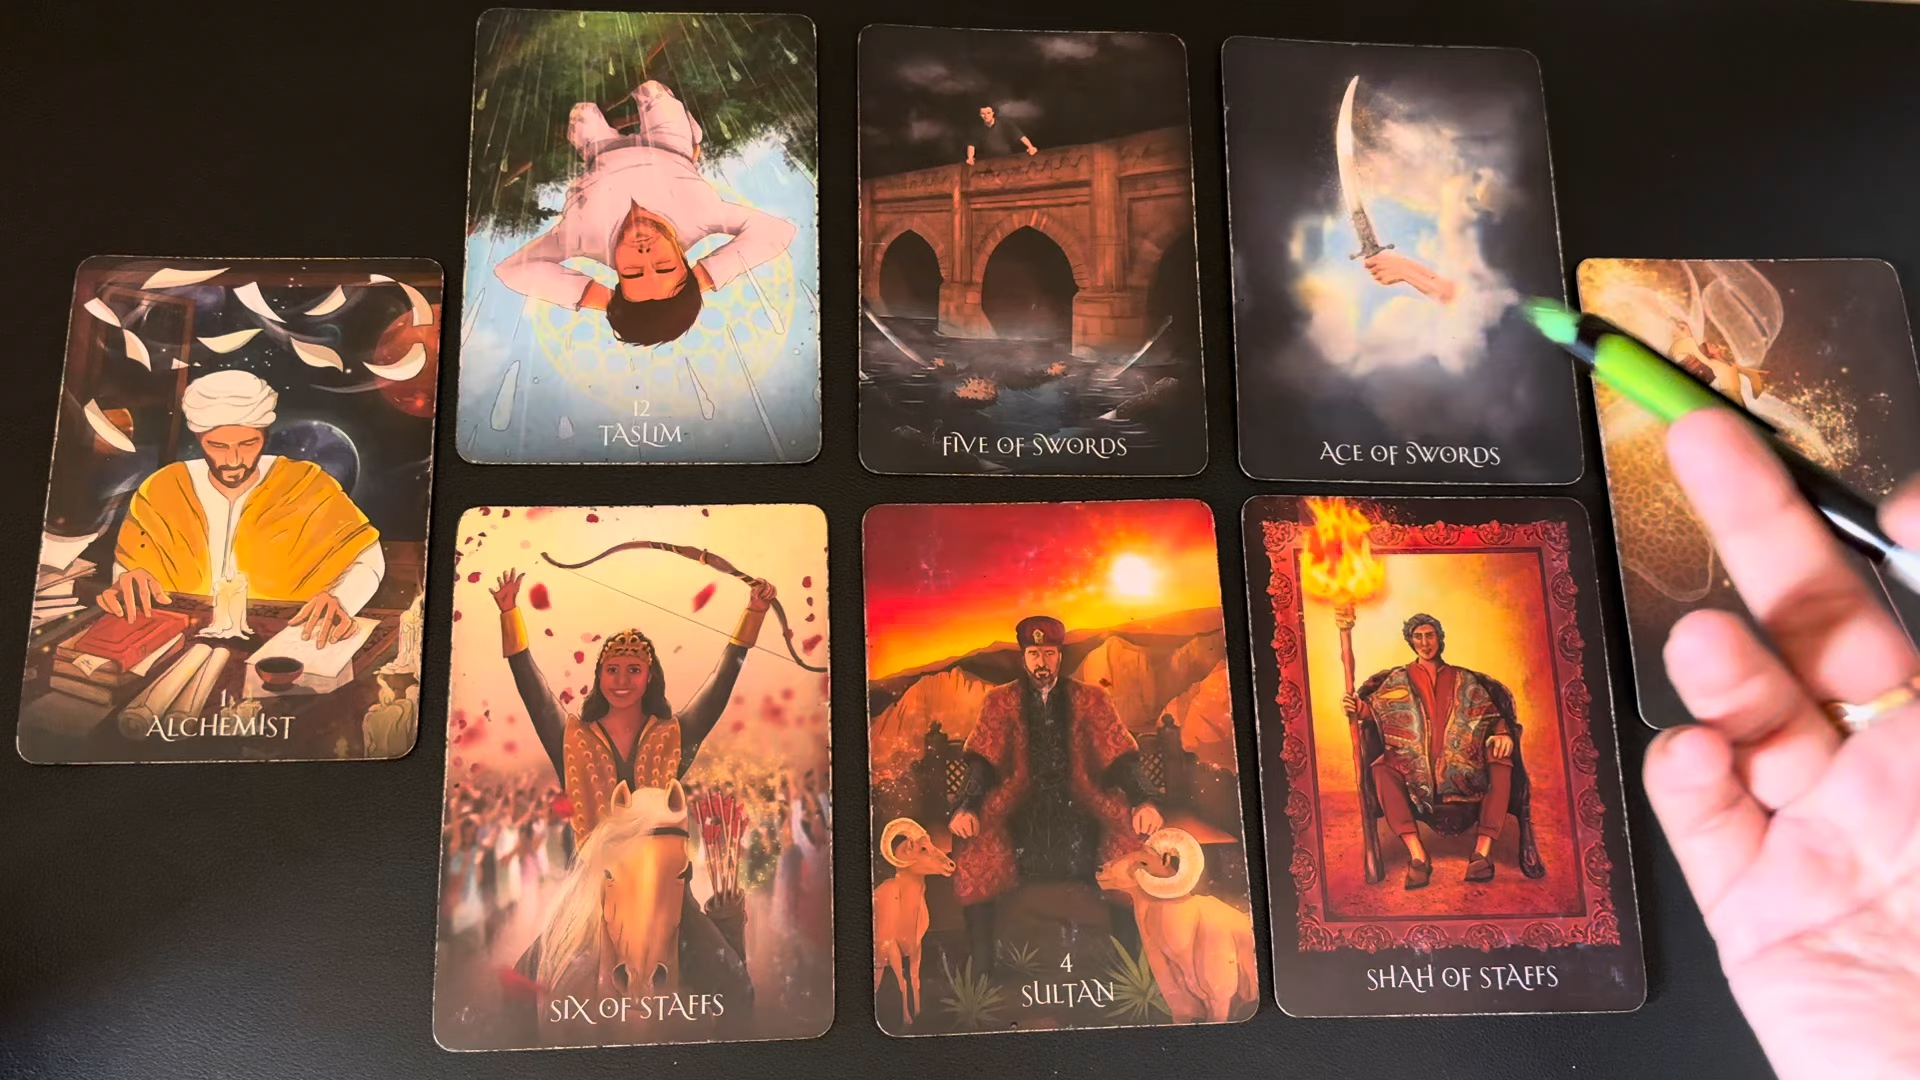 1
ALCHEMIST
12
TASLIM
FIVE OF SWORDS
ACE OF SWORDS
SIX OF STAFFS
4
SULTAN
SHAH OF STAFFS